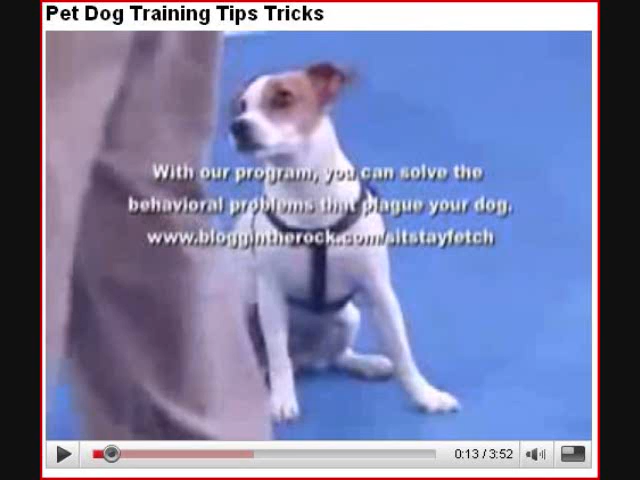 Pet Dog Training Tips Tricks
With our program, you can solve the
behavioral problems that plague your dog.
www.bloggintherock.com/sitstayfetch
0:13 / 3:52